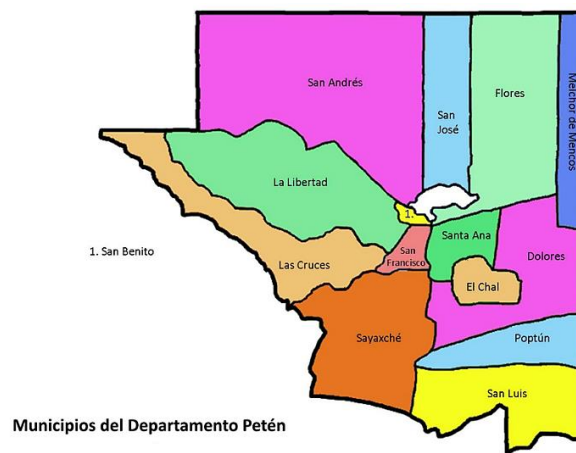 San Andrés
San
José
Flores
Melchor de Mencos
La Libertad
1.
1. San Benito
Las Cruces
San
Francisco
Santa Ana
Dolores
El Chal
Sayaxché
Poptún
San Luis
Municipios del Departamento Petén